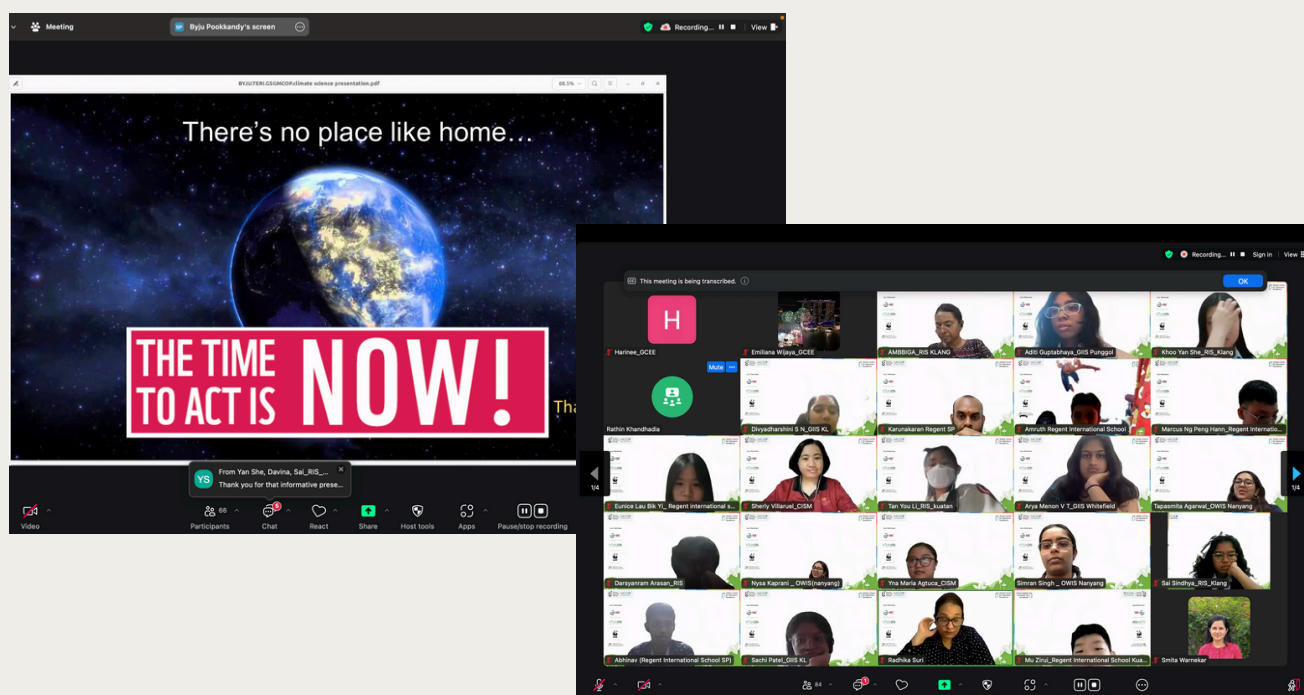 Meeting
Byju Pookkandy's screen
Recording...
View
BYJU.TERI.GSGMCOP.climate science presentation.pdf
68.5%
There's no place like home...
THE TIME
TO ACT IS
NOW!
Tha
YS
From Yan She, Davina, Sai_RIS_...
Thank you for that informative prese...
Video
66
Participants
5
Chat
React
Share
Host tools
Apps
Pause/stop recording
Recording...
Sign in
View
This meeting is being transcribed.
OK
H
Harinee_GCEE
Emiliana Wijaya_GCEE
AMBBIGA_RIS KLANG
Aditi Guptabhaya_GIIS Punggol
Khoo Yan She_RIS_Klang
Mute
Rathin Khandhadia
Divyadharshini S N_GIIS KL
Karunakaran Regent SP
Amruth Regent International School
Marcus Ng Peng Hann_Regent Internatio...
1/4
1/4
Eunice Lau Bik Yi_ Regent international s...
Sherly Villaruel_CISM
Tan You Li_RIS_kuatan
Arya Menon V T_GIIS Whitefield
Tapasmita Agarwal_OWIS Nanyang
Darsyanram Arasan_RIS
Nysa Kaprani _ OWIS(nanyang)
Yna Maria Agtuca_CISM
Simran Singh _ OWIS Nanyang
Sai Sindhya_RIS_Klang
Abhinav (Regent International School SP)
Sachi Patel_GIIS KL
Radhika Suri
Mu Zirui_Regent International School Kua...
Smita Warnekar
84
1